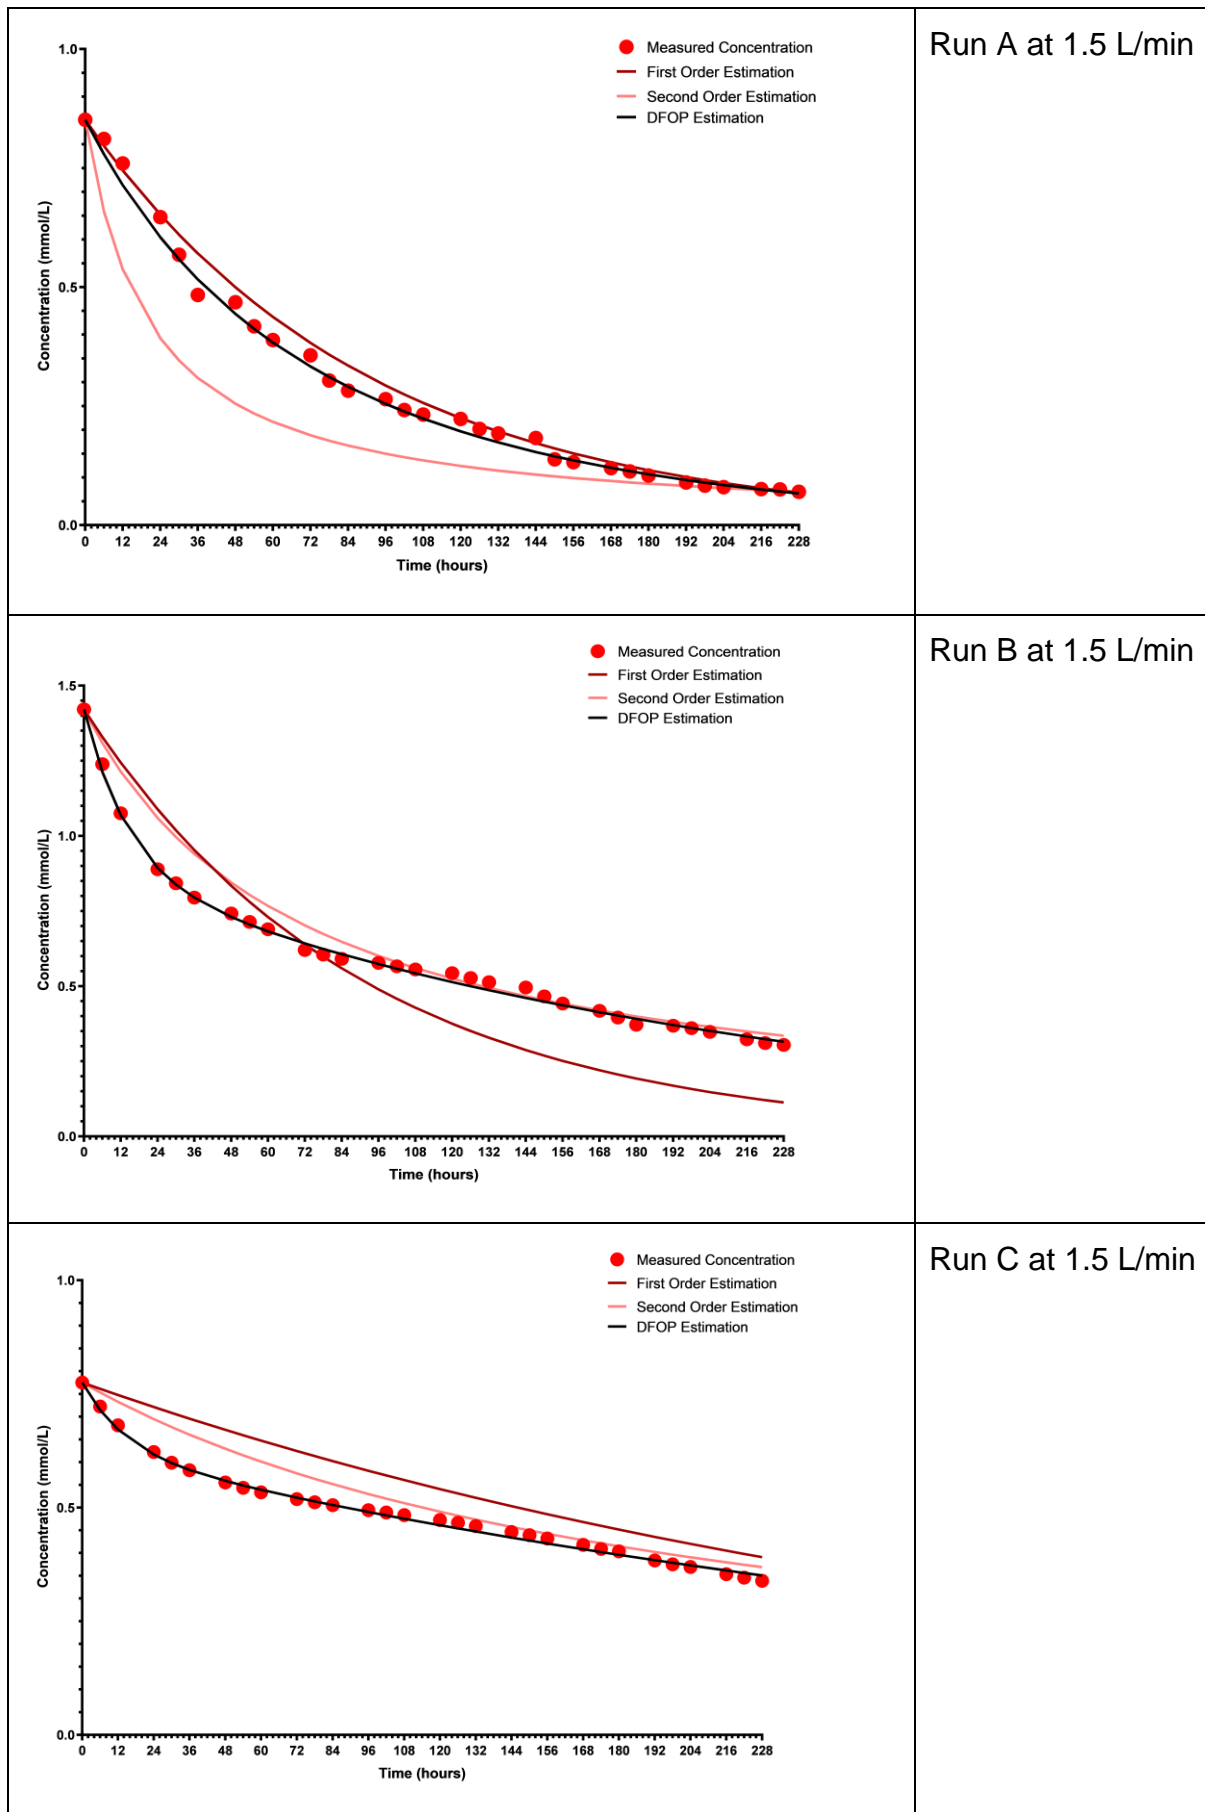 Measured Concentration
First Order Estimation
Second Order Estimation
DFOP Estimation
Run A at 1.5 L/min
1.0
0.5
0.0
Concentration (mmol/L)
0 12 24 36 48 60 72 84 96 108 120 132 144 156 168 180 192 204 216 228
Time (hours)
Measured Concentration
First Order Estimation
Second Order Estimation
DFOP Estimation
Run B at 1.5 L/min
1.5
1.0
0.5
0.0
Concentration (mmol/L)
0 12 24 36 48 60 72 84 96 108 120 132 144 156 168 180 192 204 216 228
Time (hours)
Measured Concentration
First Order Estimation
Second Order Estimation
DFOP Estimation
Run C at 1.5 L/min
1.0
0.5
0.0
Concentration (mmol/L)
0 12 24 36 48 60 72 84 96 108 120 132 144 156 168 180 192 204 216 228
Time (hours)